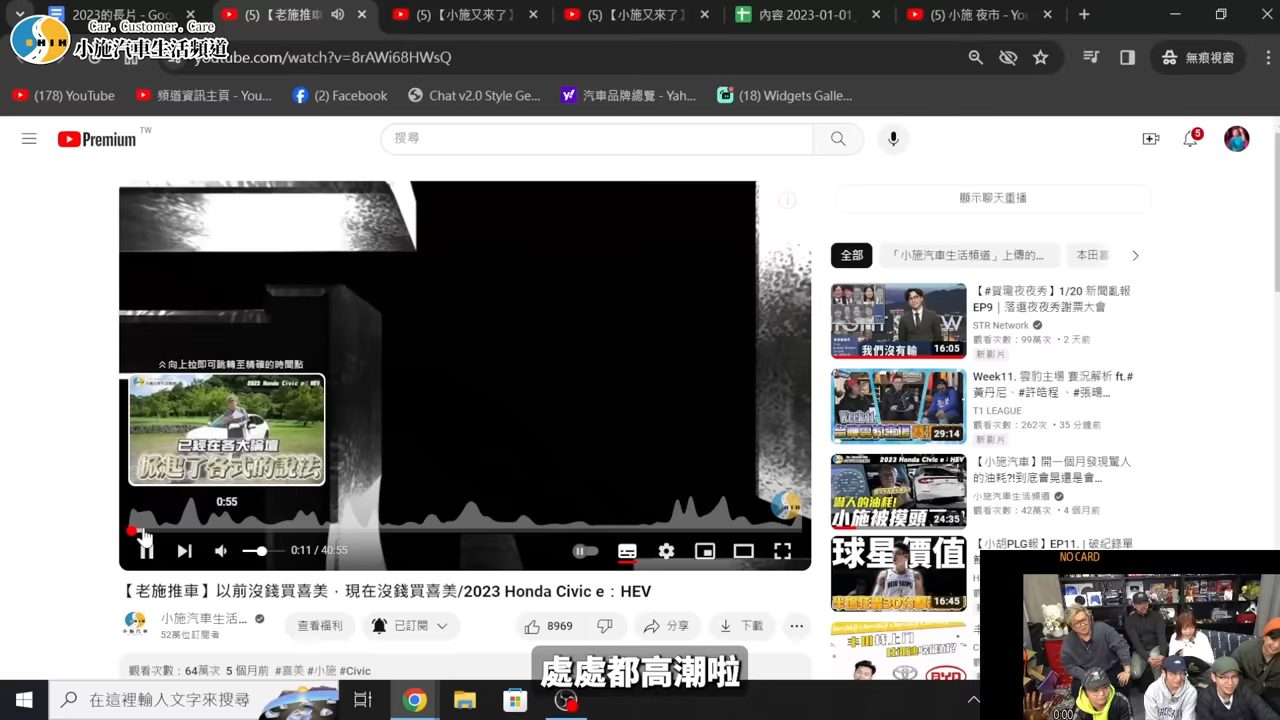 2023的長片 - Goo
(5)【老施推車
(5)【小施又來了】
(5)【小施又來了】
內容 2023-01-01
(5) 小施 夜市 - You
Car. Customer. Care
SHIH
小施汽車生活頻道
youtube.com/watch?v=8rAWi68HWsQ
無痕視窗
(178) YouTube
頻道資訊主頁 - You...
(2) Facebook
Chat v2.0 Style Ge...
汽車品牌總覽 - Yah...
(18) Widgets Galle...
Premium TW
搜尋
5
顯示聊天重播
全部
「小施汽車生活頻道」上傳的...
本田
【#賀瓏夜夜秀】1/20 新聞亂報
EP9｜落選夜夜秀謝票大會
STR Network
觀看次數：99萬次 ・2 天前
新影片
我們沒有輸
16:05
Week11. 雲豹主場 賽況解析 ft.#
黃丹尼、#許皓程 、#張曙...
T1 LEAGUE
觀看次數：262次 ・35 分鐘前
新影片
Week11.
29:14
【小施汽車】開一個月發現驚人
的油耗?!到底會晃還是會...
小施汽車生活頻道
觀看次數：42萬次 ・4 個月前
2023 Honda Civic e：HEV
嚇人的油耗!
小施被摸頭
24:35
【小胡PLG報】EP11. | 破紀錄單
球星價值
16:45
向上拉即可跳轉至精確的時間點
2023 Honda Civic e：HEV
已經在各大論壇
掀起了各式的說法
0:55
0:11 / 40:55
【老施推車】以前沒錢買喜美，現在沒錢買喜美/2023 Honda Civic e：HEV
小施汽車生活...
52萬位訂閱者
查看福利
已訂閱
8969
分享
下載
觀看次數：64萬次 5 個月前 #喜美 #小施 #Civic
處處都高潮啦
NO CARD
BYD
0:00
在這裡輸入文字來搜尋